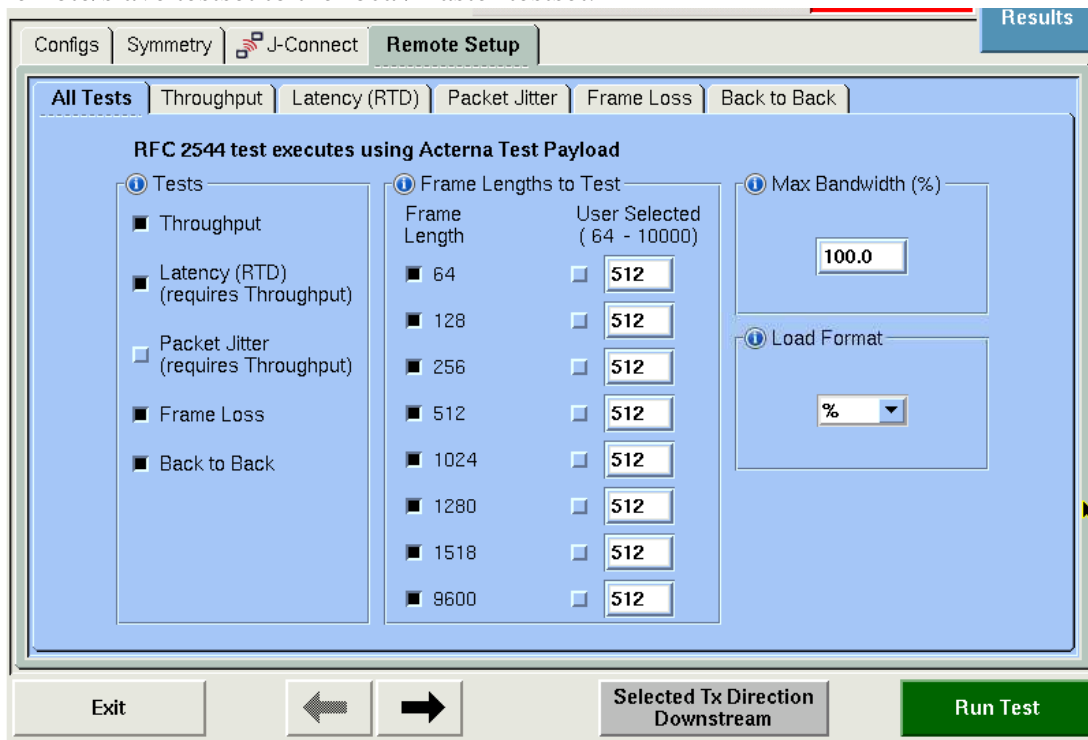 Results
Configs Symmetry J-Connect Remote Setup
All Tests Throughput Latency (RTD) Packet Jitter Frame Loss Back to Back
RFC 2544 test executes using Acterna Test Payload
Tests
Throughput
Latency (RTD)
(requires Throughput)
Packet Jitter
(requires Throughput)
Frame Loss
Back to Back
Frame Lengths to Test
Frame
Length
User Selected
( 64 - 10000)
64 512
128 512
256 512
512 512
1024 512
1280 512
1518 512
9600 512
Max Bandwidth (%)
100.0
Load Format
%
Exit
Selected Tx Direction
Downstream
Run Test